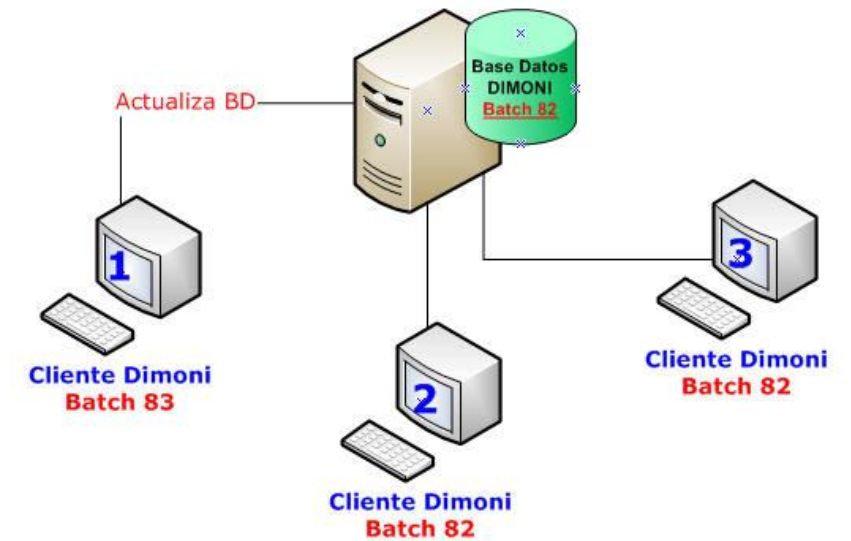 Base Datos
DIMONI
Batch 82
Actualiza BD
1
Cliente Dimoni
Batch 83
2
Cliente Dimoni
Batch 82
3
Cliente Dimoni
Batch 82